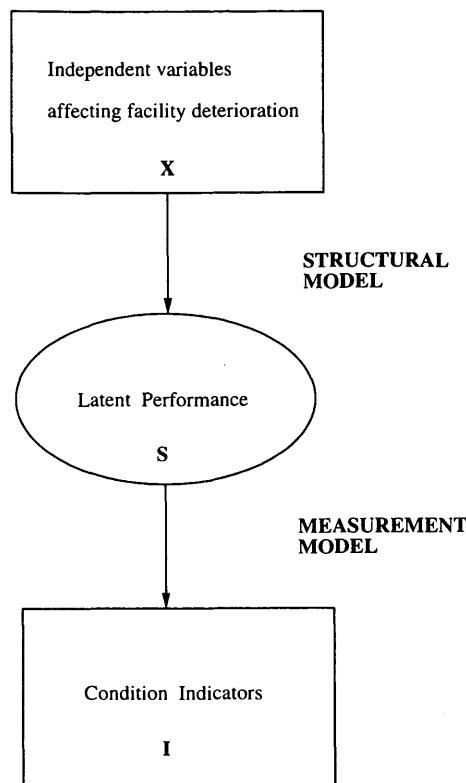 Independent variables
affecting facility deterioration
X
STRUCTURAL
MODEL
Latent Performance
S
MEASUREMENT
MODEL
Condition Indicators
I